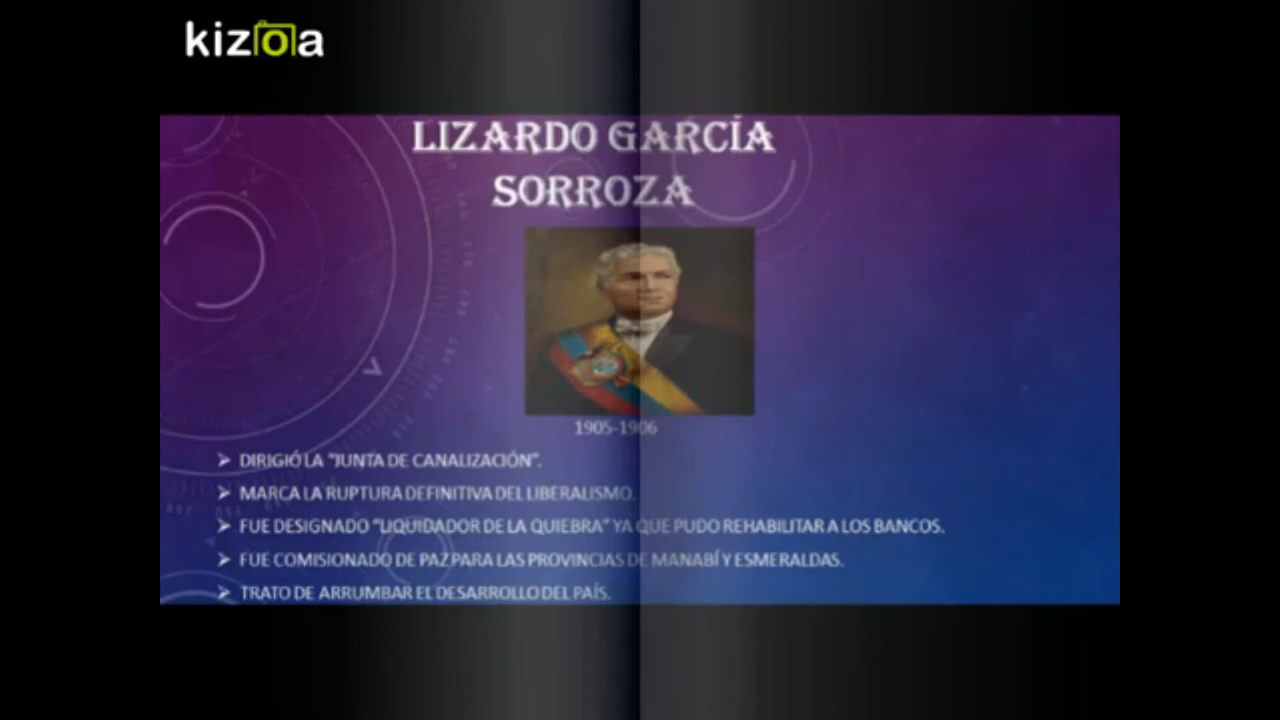 kizoa
LIZARDO GARCÍA
SORROZA
1905-1906
➢ DIRIGIÓ LA "JUNTA DE CANALIZACIÓN".
➢ MARCA LA RUPTURA DEFINITIVA DEL LIBERALISMO.
➢ FUE DESIGNADO "LIQUIDADOR DE LA QUIEBRA" YA QUE PUDO REHABILITAR A LOS BANCOS.
➢ FUE COMISIONADO DE PAZ PARA LAS PROVINCIAS DE MANABÍ Y ESMERALDAS.
➢ TRATO DE ARRUMBAR EL DESARROLLO DEL PAÍS.